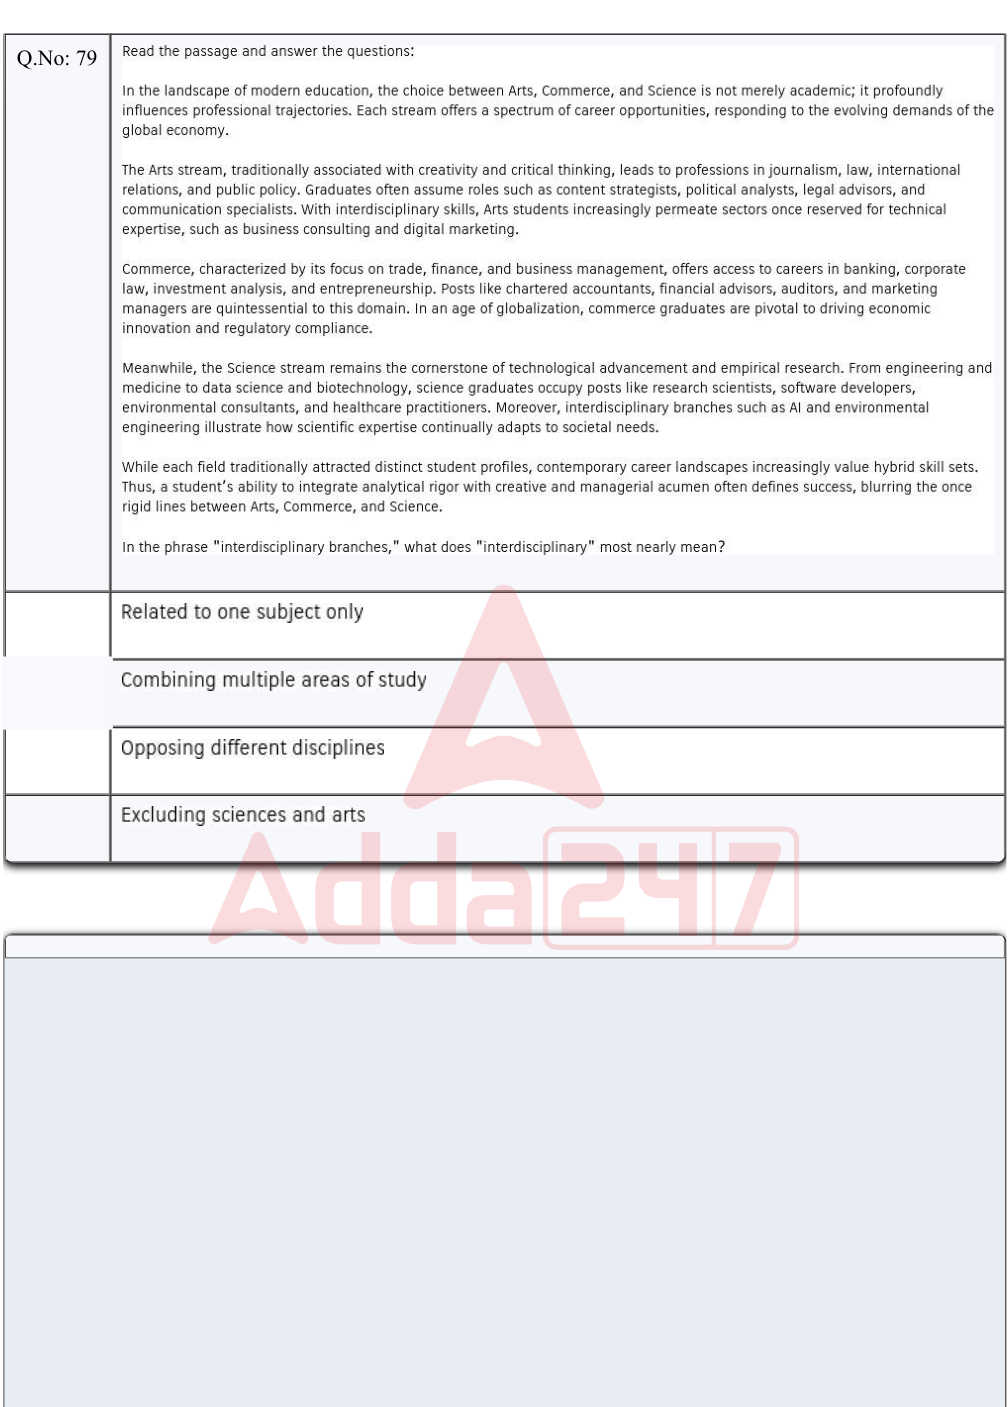 Q.No: 79
Read the passage and answer the questions:
In the landscape of modern education, the choice between Arts, Commerce, and Science is not merely academic; it profoundly
influences professional trajectories. Each stream offers a spectrum of career opportunities, responding to the evolving demands of the
global economy.
The Arts stream, traditionally associated with creativity and critical thinking, leads to professions in journalism, law, international
relations, and public policy. Graduates often assume roles such as content strategists, political analysts, legal advisors, and
communication specialists. With interdisciplinary skills, Arts students increasingly permeate sectors once reserved for technical
expertise, such as business consulting and digital marketing.
Commerce, characterized by its focus on trade, finance, and business management, offers access to careers in banking, corporate
law, investment analysis, and entrepreneurship. Posts like chartered accountants, financial advisors, auditors, and marketing
managers are quintessential to this domain. In an age of globalization, commerce graduates are pivotal to driving economic
innovation and regulatory compliance.
Meanwhile, the Science stream remains the cornerstone of technological advancement and empirical research. From engineering and
medicine to data science and biotechnology, science graduates occupy posts like research scientists, software developers,
environmental consultants, and healthcare practitioners. Moreover, interdisciplinary branches such as AI and environmental
engineering illustrate how scientific expertise continually adapts to societal needs.
While each field traditionally attracted distinct student profiles, contemporary career landscapes increasingly value hybrid skill sets.
Thus, a student's ability to integrate analytical rigor with creative and managerial acumen often defines success, blurring the once
rigid lines between Arts, Commerce, and Science.
In the phrase "interdisciplinary branches," what does "interdisciplinary" most nearly mean?
Related to one subject only
Combining multiple areas of study
Opposing different disciplines
Excluding sciences and arts
Adda247